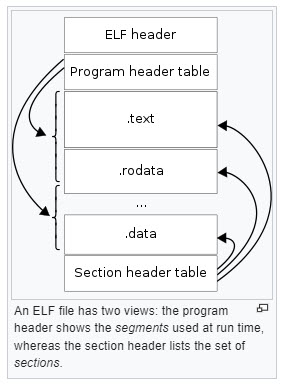 ELF header
Program header table
.text
.rodata
...
.data
Section header table
An ELF file has two views: the program
header shows the segments used at run time,
whereas the section header lists the set of
sections.